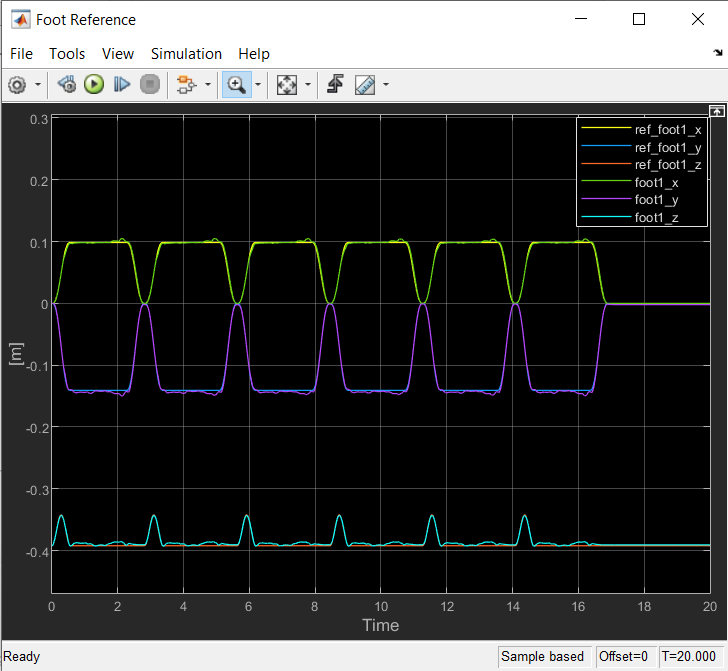 Foot Reference
File Tools View Simulation Help
ref_foot1_x
ref_foot1_y
ref_foot1_z
foot1_x
foot1_y
foot1_z
0.3
0.2
0.1
0
-0.1
-0.2
-0.3
-0.4
[m]
0 2 4 6 8 10 12 14 16 18 20
Time
Ready
Sample based Offset=0 T=20.000